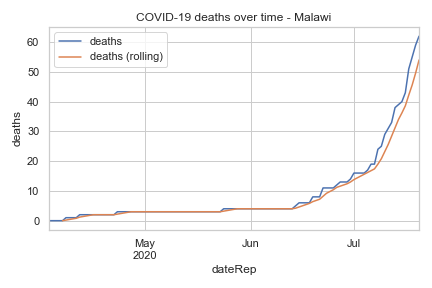 COVID-19 deaths over time - Malawi
deaths
deaths (rolling)
60
50
40
30
20
10
0
deaths
May
2020
Jun
Jul
dateRep